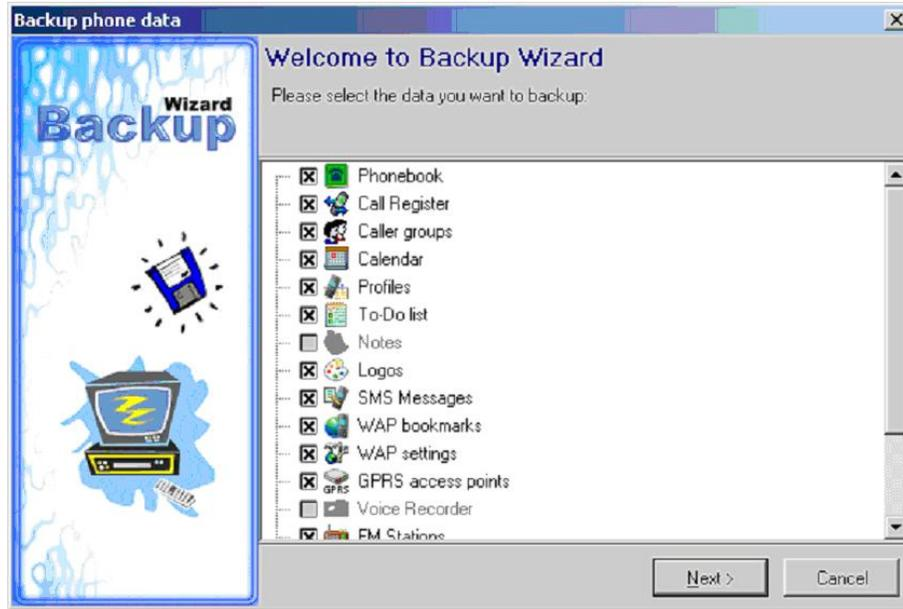 Backup phone data
Wizard
Backup
Welcome to Backup Wizard
Please select the data you want to backup:
Phonebook
Call Register
Caller groups
Calendar
Profiles
To-Do list
Notes
Logos
SMS Messages
WAP bookmarks
WAP settings
GPRS
GPRS access points
Voice Recorder
FM Stations
Next >
Cancel